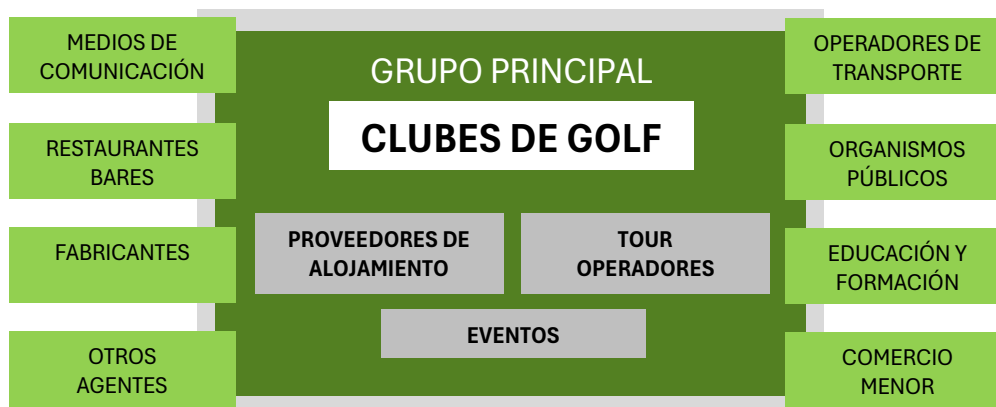 MEDIOS DE
COMUNICACIÓN
RESTAURANTES
BARES
FABRICANTES
OTROS
AGENTES
GRUPO PRINCIPAL
CLUBES DE GOLF
PROVEEDORES DE
ALOJAMIENTO
TOUR
OPERADORES
EVENTOS
OPERADORES DE
TRANSPORTE
ORGANISMOS
PÚBLICOS
EDUCACIÓN Y
FORMACIÓN
COMERCIO
MENOR